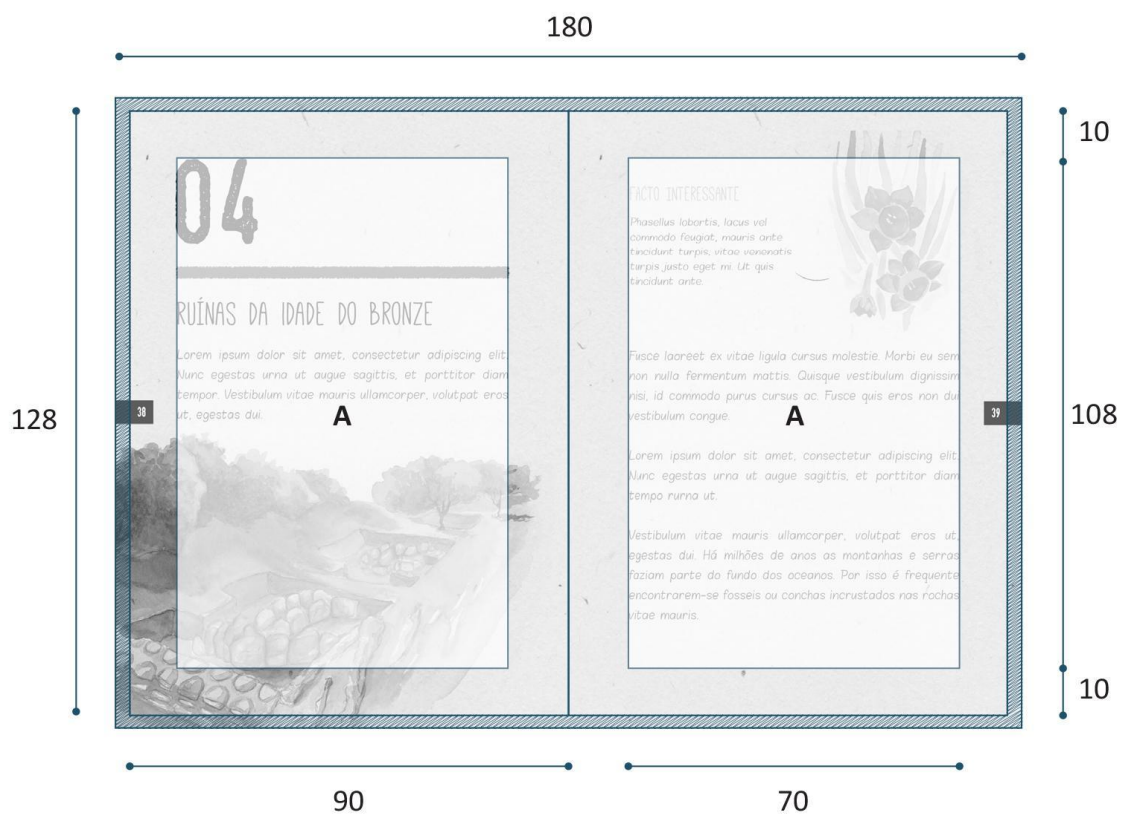 180
10
04
FACTO INTERESSANTE
Phasellus lobortis, lacus vel
commodo feugiat, mauris ante
tincidunt turpis, vitae venenatis
turpis justo eget mi. Ut quis
tincidunt ante.
RUÍNAS DA IDADE DO BRONZE
Lorem ipsum dolor sit amet, consectetur adipiscing elit.
Nunc egestas urna ut augue sagittis, et porttitor diam
tempor. Vestibulum vitae mauris ullamcorper, volutpat eros
ut, egestas dui.
A
38
128
Fusce laoreet ex vitae ligula cursus molestie. Morbi eu sem
non nulla fermentum mattis. Quisque vestibulum dignissim
nisi, id commodo purus cursus ac. Fusce quis eros non dui
vestibulum congue.
A
39
108
Lorem ipsum dolor sit amet, consectetur adipiscing elit.
Nunc egestas urna ut augue sagittis, et porttitor diam
tempo rurna ut.
Vestibulum vitae mauris ullamcorper, volutpat eros ut,
egestas dui. Há milhões de anos as montanhas e serras
faziam parte do fundo dos oceanos. Por isso é frequente
encontrarem-se fosseis ou conchas incrustados nas rochas
vitae mauris.
10
90
70